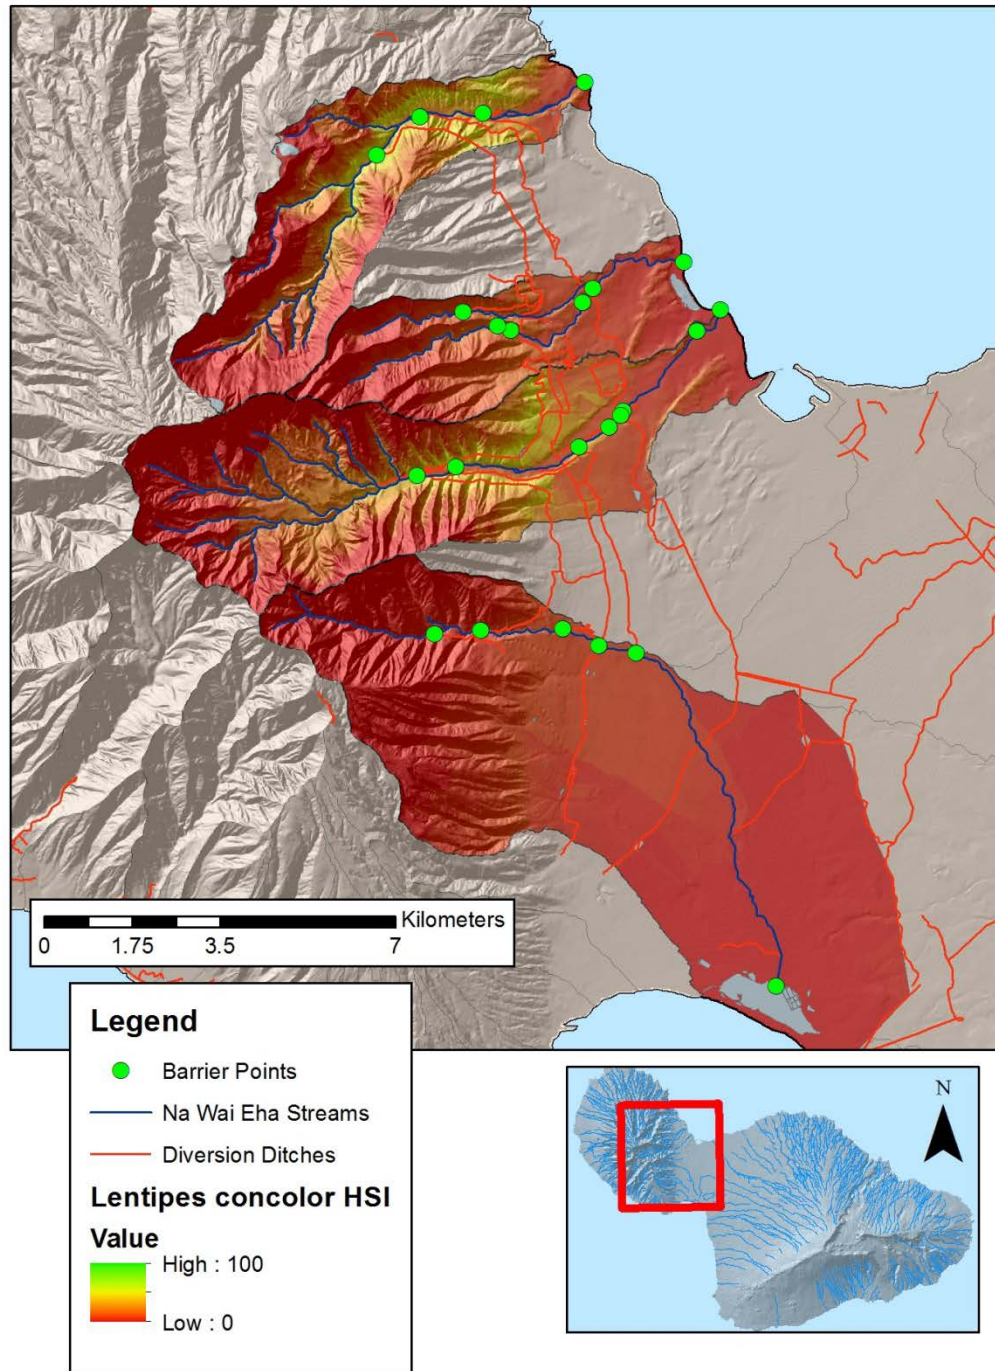 Kilometers
0 1.75 3.5 7
Legend
Barrier Points
Na Wai Eha Streams
Diversion Ditches
Lentipes concolor HSI
Value
High : 100
Low : 0
N